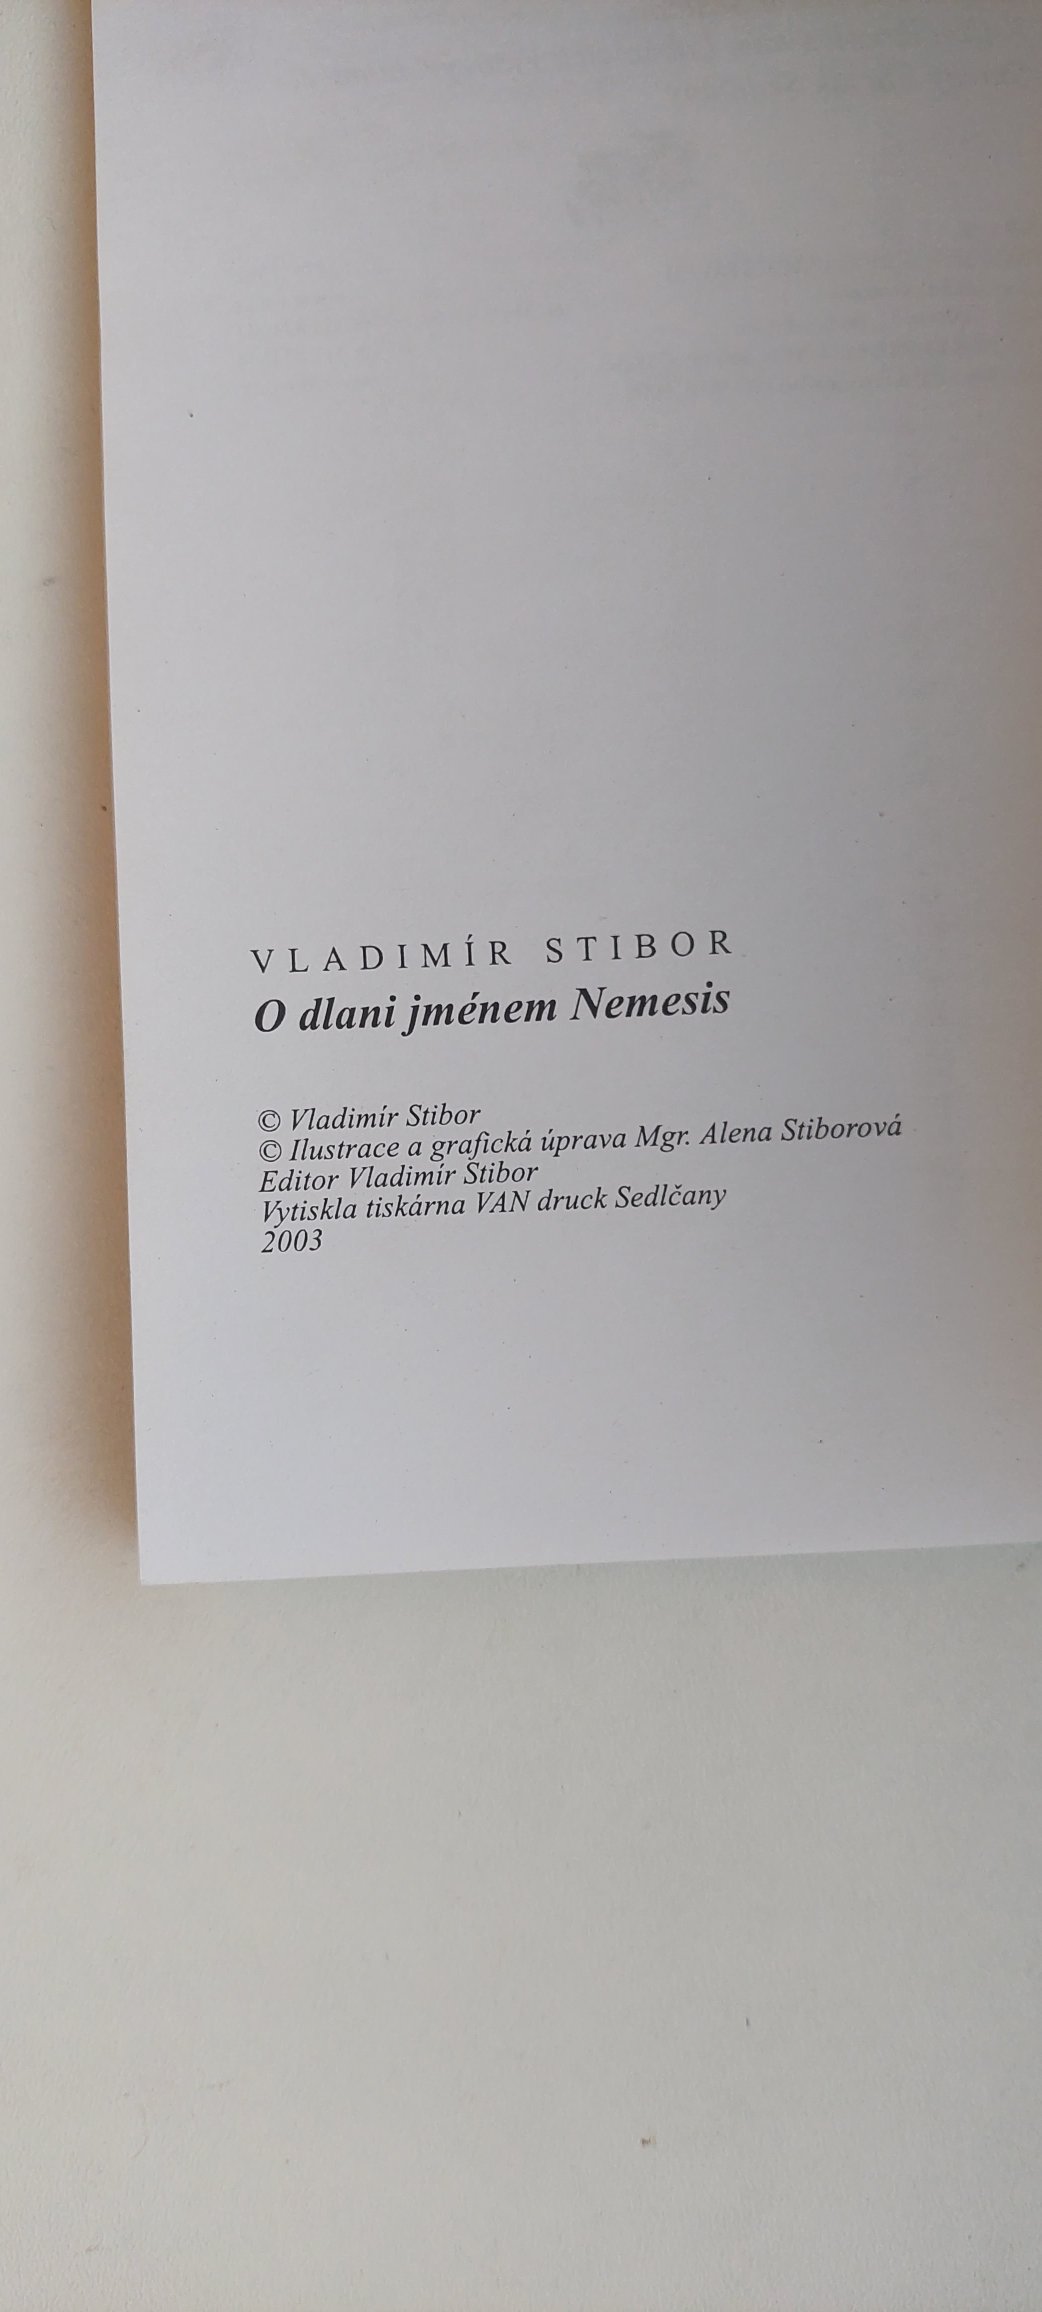 VLADIMÍR STIBOR
O dlani jménem Nemesis
© Vladimír Stibor
© Ilustrace a grafická úprava Mgr. Alena Stiborová
Editor Vladimír Stibor
Vytiskla tiskárna VAN druck Sedlčany
2003